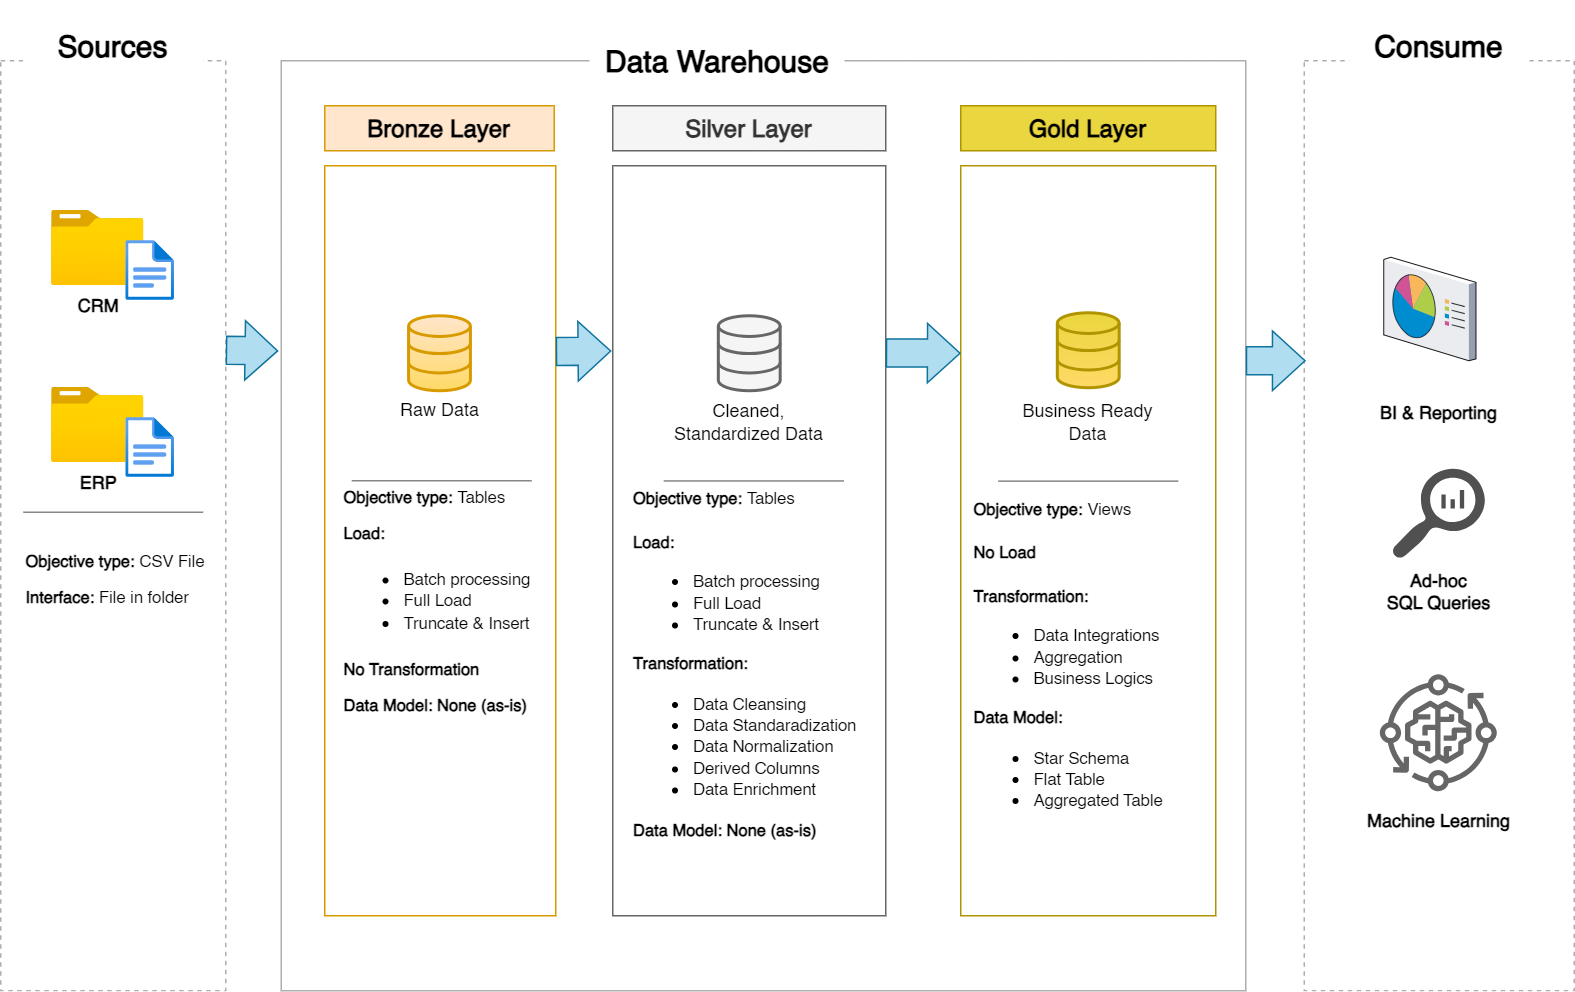 Sources
CRM
ERP
Objective type: CSV File
Interface: File in folder
Data Warehouse
Bronze Layer
Raw Data
Objective type: Tables
Load:
Batch processing
Full Load
Truncate & Insert
No Transformation
Data Model: None (as-is)
Silver Layer
Cleaned,
Standardized Data
Objective type: Tables
Load:
Batch processing
Full Load
Truncate & Insert
Transformation:
Data Cleansing
Data Standaradization
Data Normalization
Derived Columns
Data Enrichment
Data Model: None (as-is)
Gold Layer
Business Ready
Data
Objective type: Views
No Load
Transformation:
Data Integrations
Aggregation
Business Logics
Data Model:
Star Schema
Flat Table
Aggregated Table
Consume
BI & Reporting
Ad-hoc
SQL Queries
Machine Learning